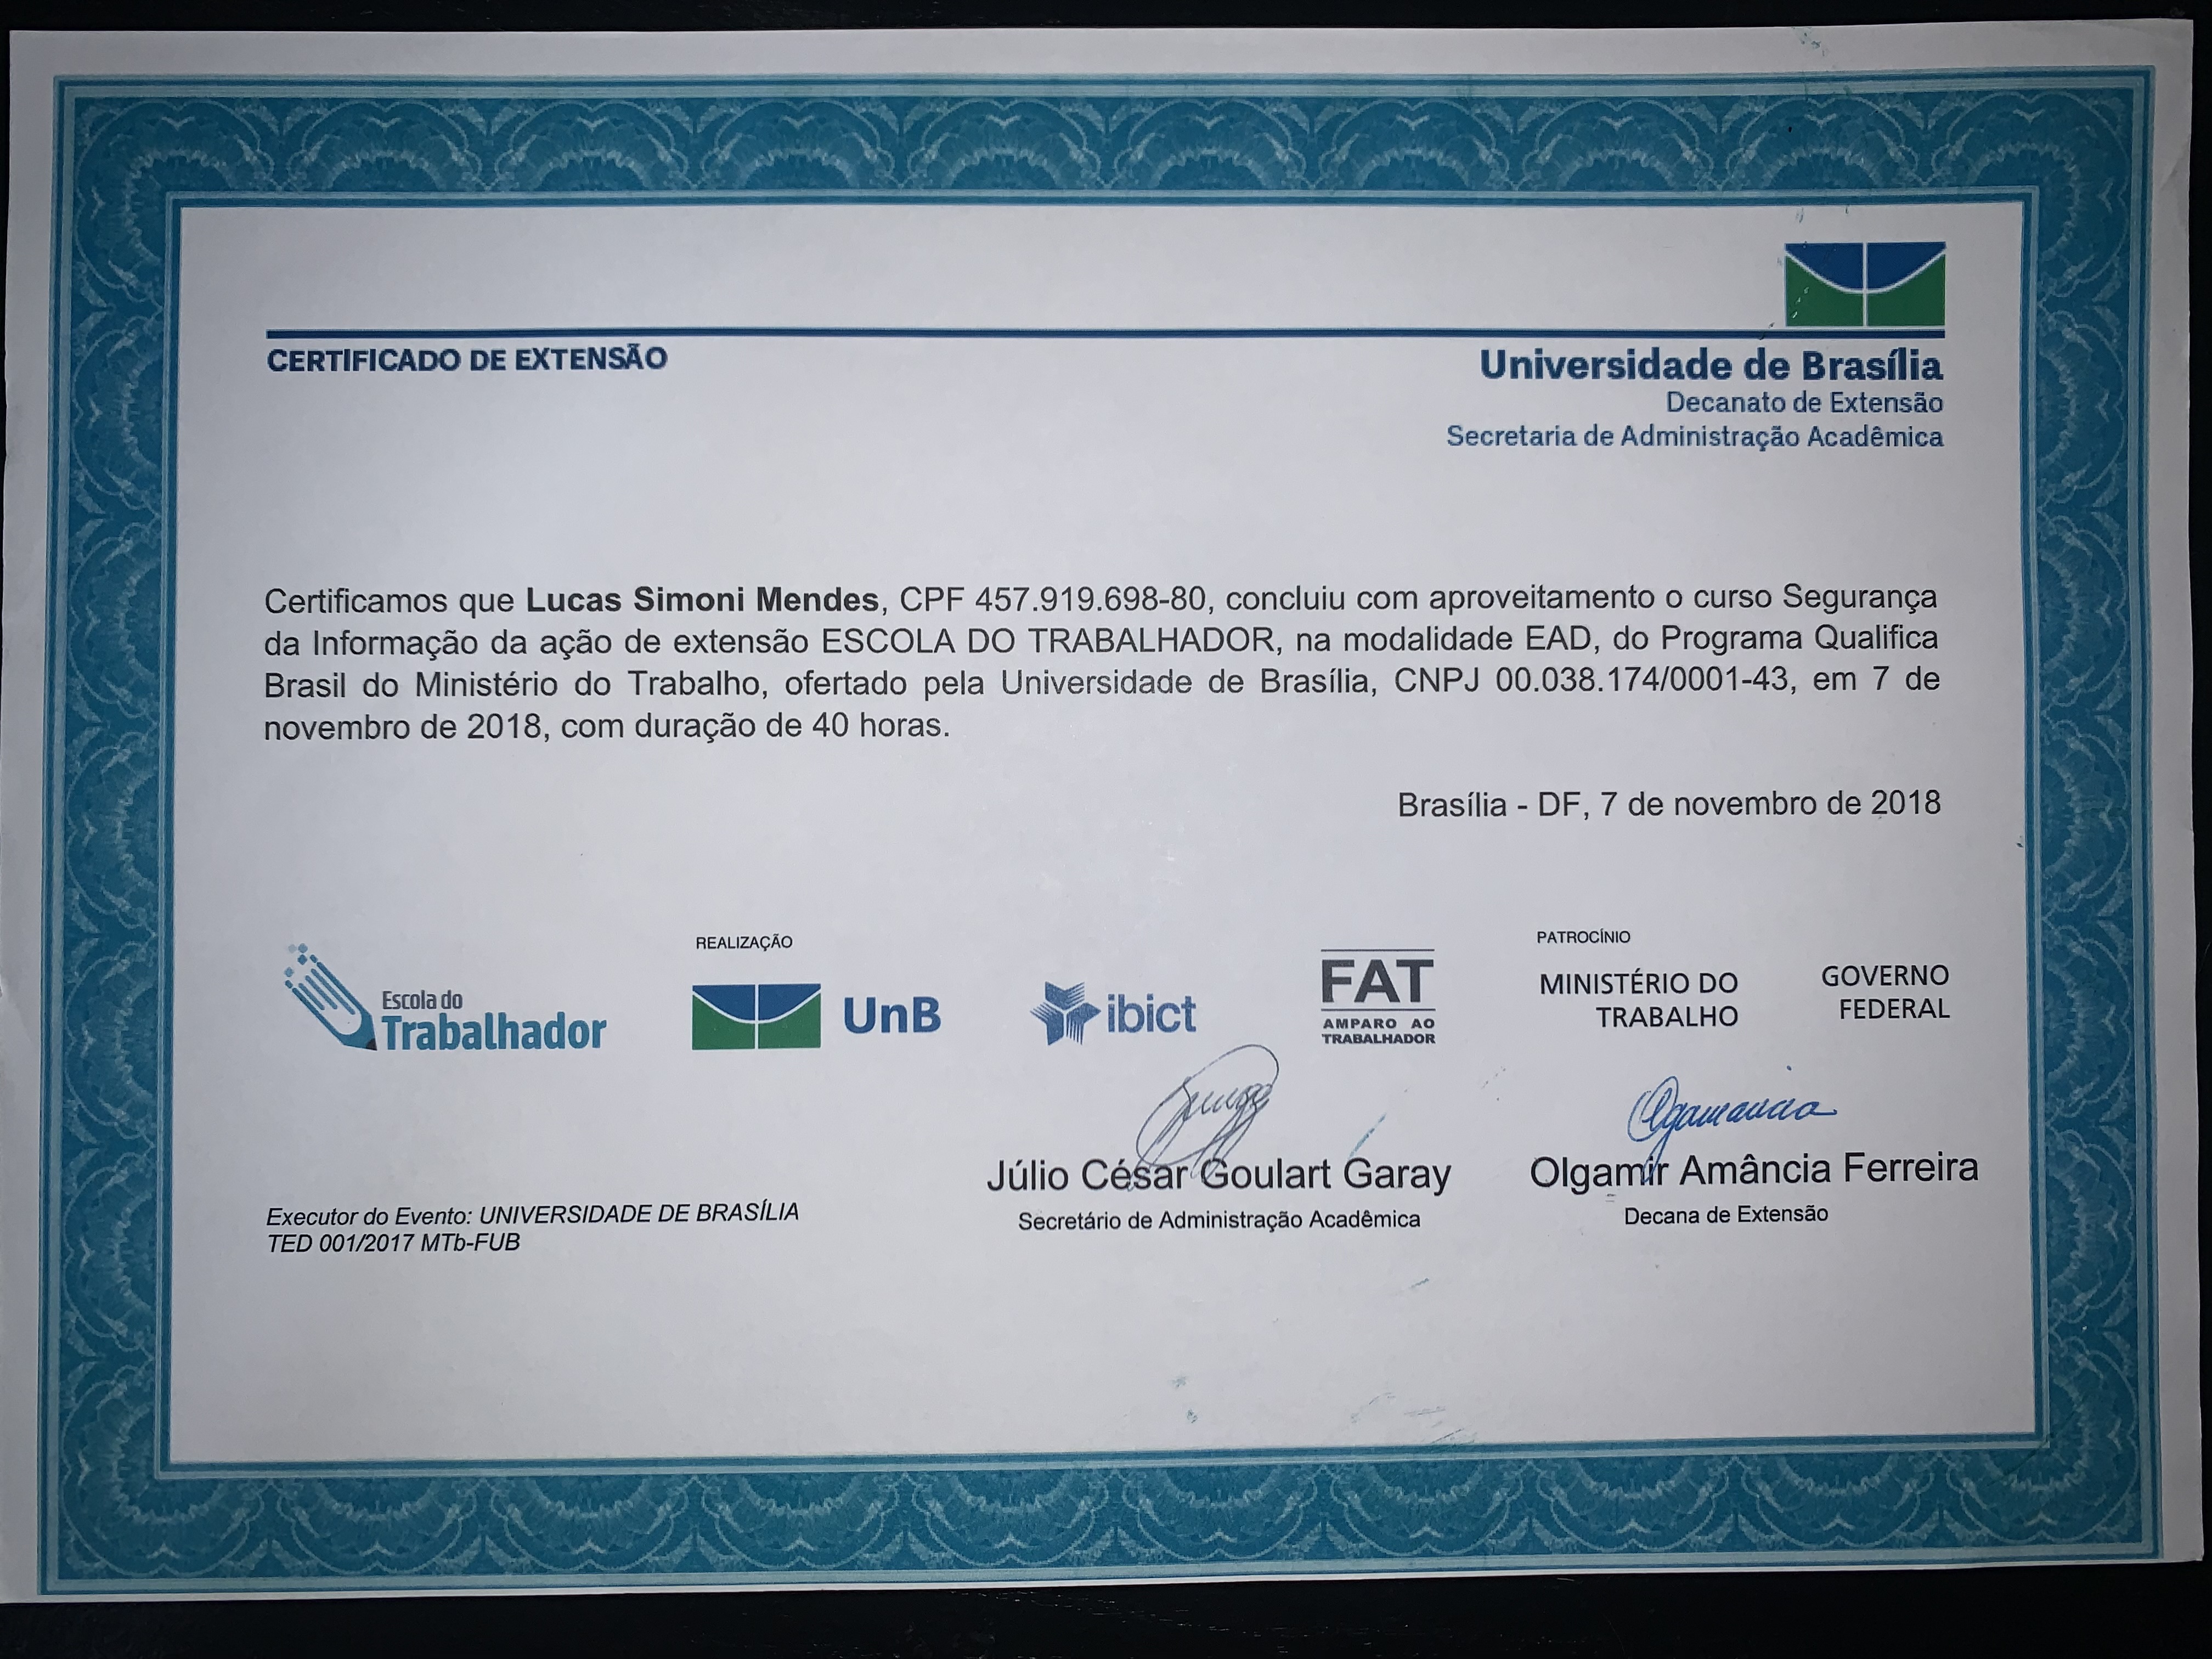 CERTIFICADO DE EXTENSÃO
Universidade de Brasília
Decanato de Extensão
Secretaria de Administração Acadêmica
Certificamos que Lucas Simoni Mendes, CPF 457.919.698-80, concluiu com aproveitamento o curso Segurança
da Informação da ação de extensão ESCOLA DO TRABALHADOR, na modalidade EAD, do Programa Qualifica
Brasil do Ministério do Trabalho, ofertado pela Universidade de Brasília, CNPJ 00.038.174/0001-43, em 7 de
novembro de 2018, com duração de 40 horas.
Brasília - DF, 7 de novembro de 2018
Escola do
Trabalhador
REALIZAÇÃO
UnB
ibict
FAT
AMPARO AO
TRABALHADOR
PATROCÍNIO
MINISTÉRIO DO
TRABALHO
GOVERNO
FEDERAL
Júlio César Goulart Garay
Secretário de Administração Acadêmica
Olgamir Amância Ferreira
Decana de Extensão
Executor do Evento: UNIVERSIDADE DE BRASÍLIA
TED 001/2017 MTb-FUB